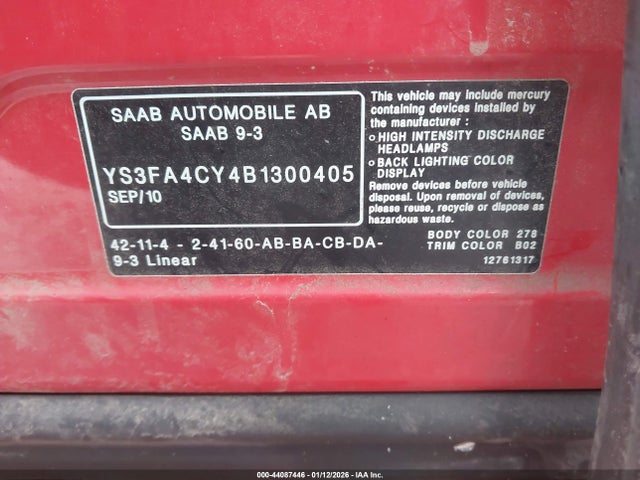 SAAB AUTOMOBILE AB
SAAB 9-3
YS3FA4CY4B1300405
SEP/10
42-11-4 - 2-41-60-AB-BA-CB-DA-
9-3 Linear
This vehicle may include mercury
containing devices installed by
the manufacturer:
o HIGH INTENSITY DISCHARGE
HEADLAMPS
o BACK LIGHTING COLOR
DISPLAY
Remove devices before vehicle
disposal. Upon removal of devices,
please reuse, recycle or dispose as
hazardous waste.
BODY COLOR 278
TRIM COLOR B02
12761317
000-44087446 - 01/12/2026 - IAA Inc.